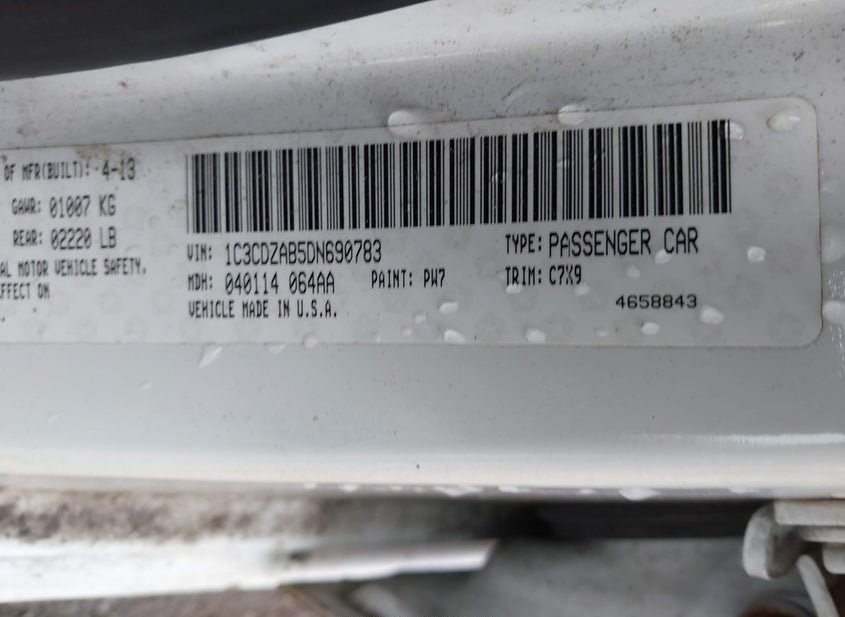 OF MFR(BUILT): 4-13
GAWR: 01007 KG
REAR: 02220 LB
AL MOTOR VEHICLE SAFETY,
FFECT ON
VIN: 1C3CDZAB5DN690783
TYPE: PASSENGER CAR
MDH: 040114 064AA PAINT: PW7 TRIM: C7X9
VEHICLE MADE IN U.S.A.
4658843